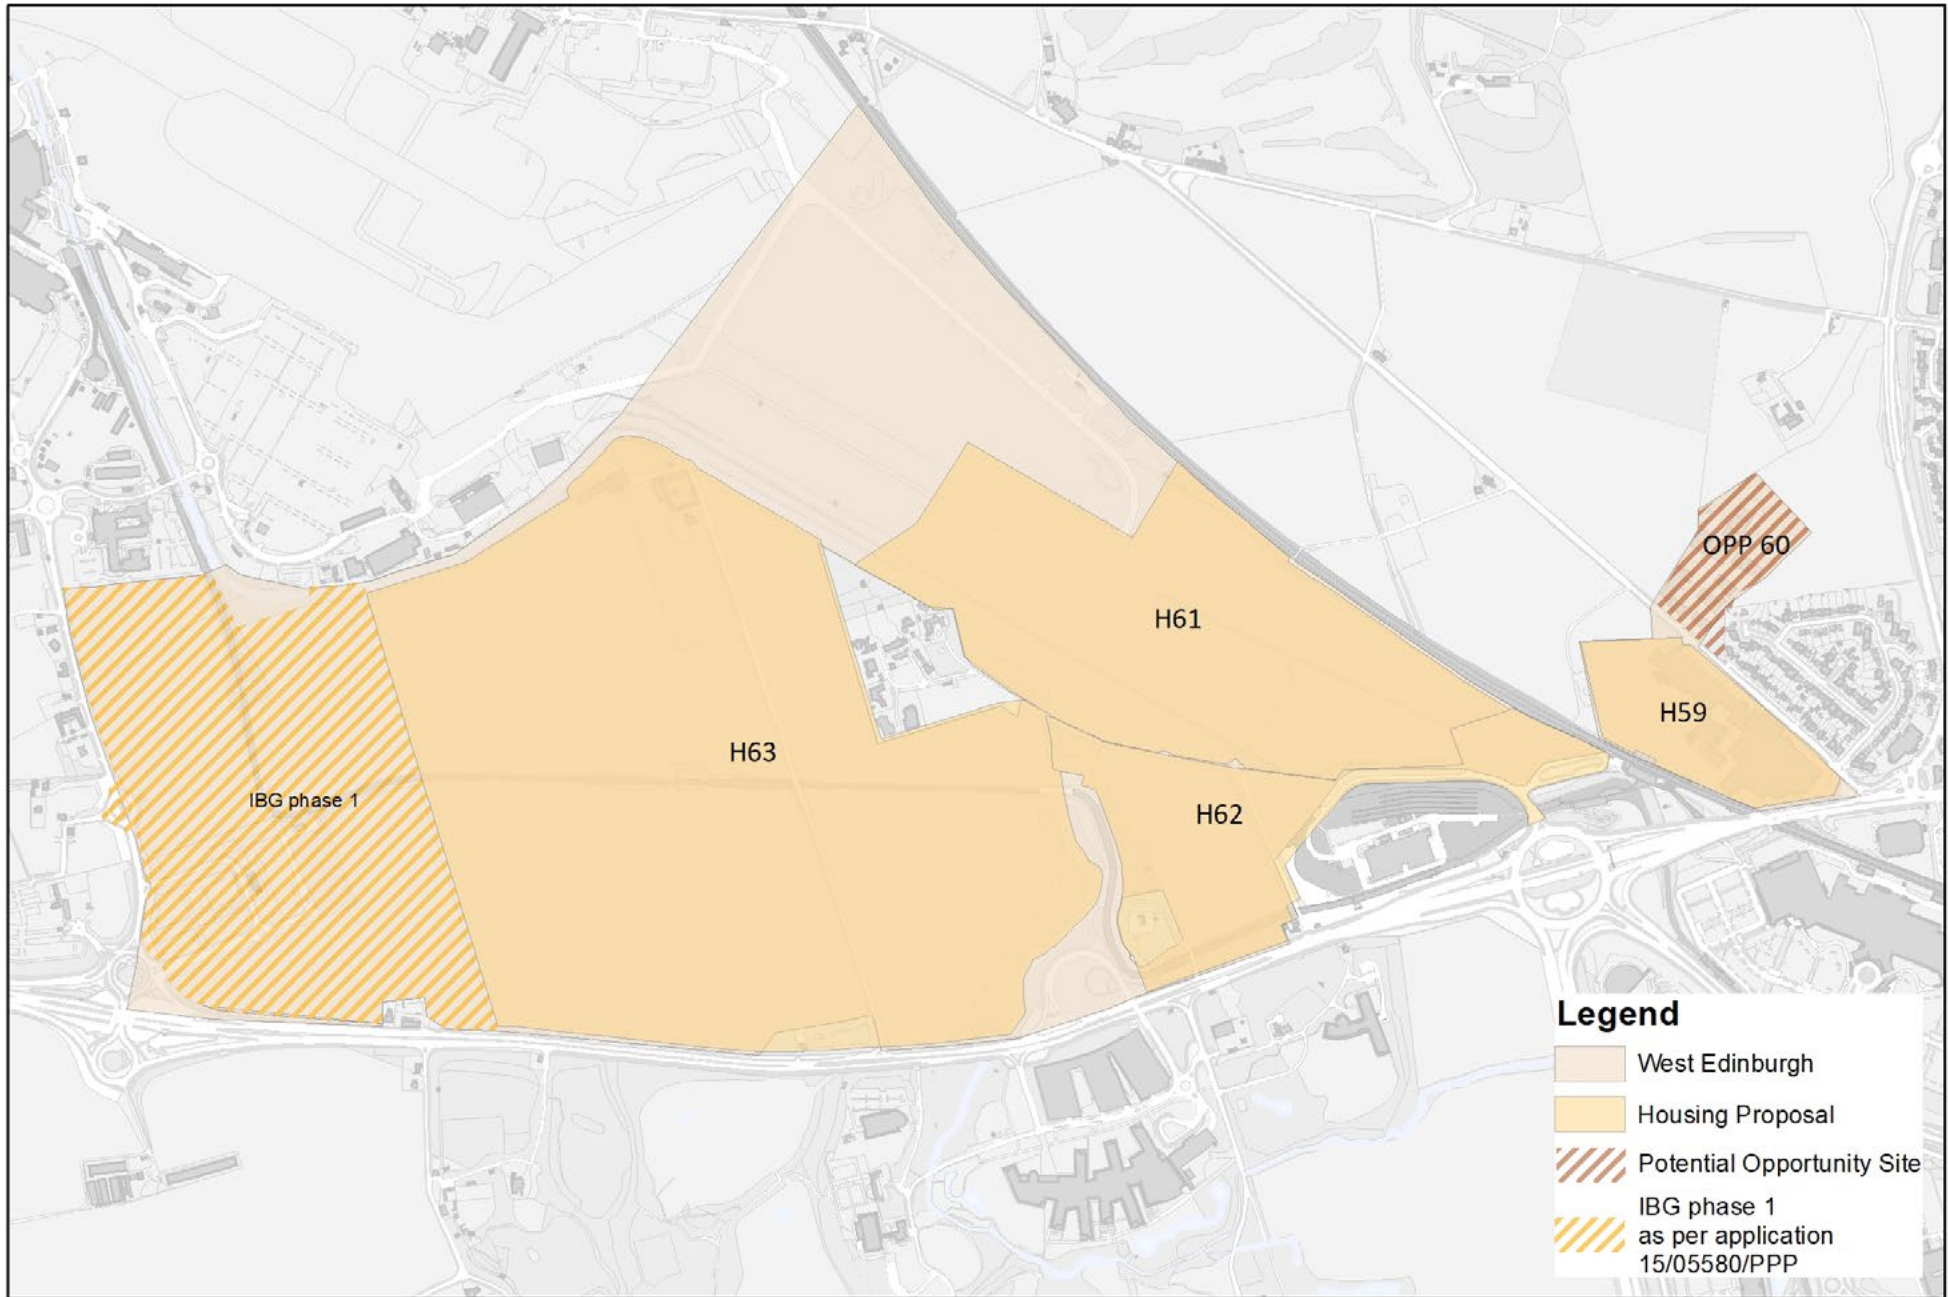 OPP 60
H61
H59
H63
IBG phase 1
H62
Legend
West Edinburgh
Housing Proposal
Potential Opportunity Site
IBG phase 1
as per application
15/05580/PPP